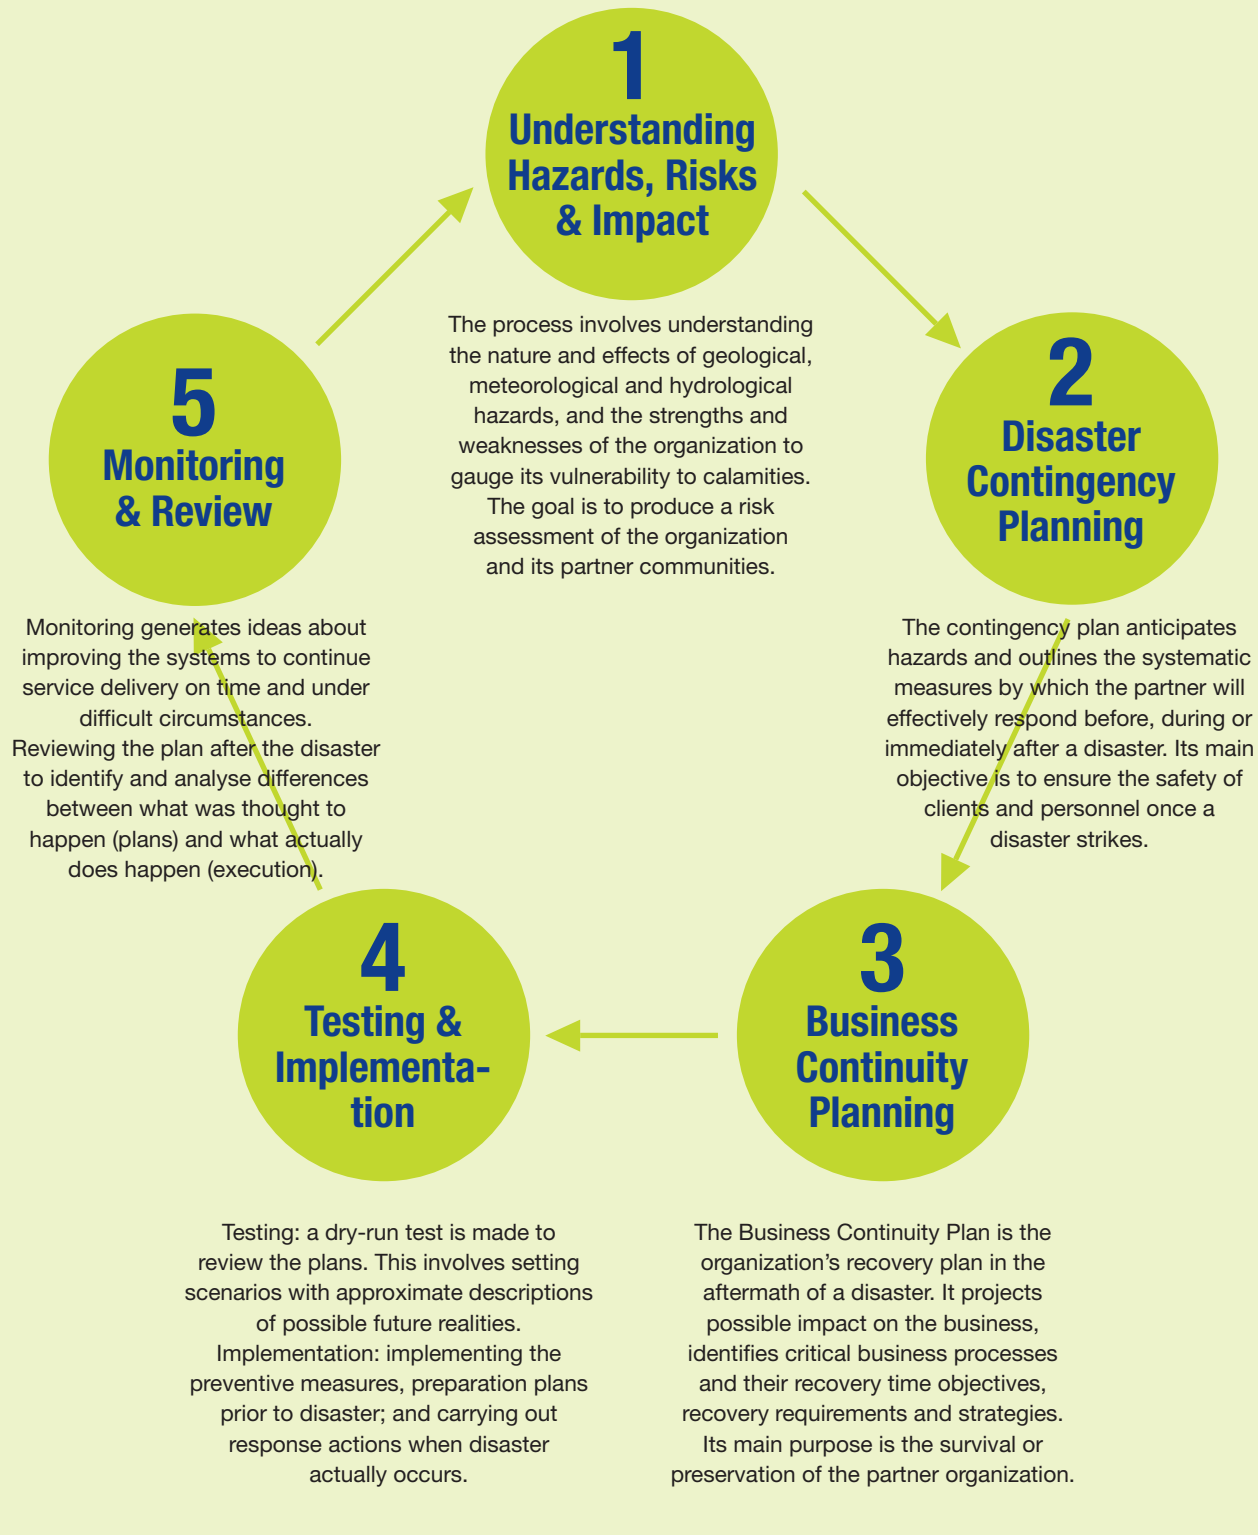 1
Understanding
Hazards, Risks
& Impact
The process involves understanding
the nature and effects of geological,
meteorological and hydrological
hazards, and the strengths and
weaknesses of the organization to
gauge its vulnerability to calamities.
The goal is to produce a risk
assessment of the organization
and its partner communities.
2
Disaster
Contingency
Planning
The contingency plan anticipates
hazards and outlines the systematic
measures by which the partner will
effectively respond before, during or
immediately after a disaster. Its main
objective is to ensure the safety of
clients and personnel once a
disaster strikes.
3
Business
Continuity
Planning
The Business Continuity Plan is the
organization’s recovery plan in the
aftermath of a disaster. It projects
possible impact on the business,
identifies critical business processes
and their recovery time objectives,
recovery requirements and strategies.
Its main purpose is the survival or
preservation of the partner organization.
4
Testing &
Implementa-
tion
Testing: a dry-run test is made to
review the plans. This involves setting
scenarios with approximate descriptions
of possible future realities.
Implementation: implementing the
preventive measures, preparation plans
prior to disaster; and carrying out
response actions when disaster
actually occurs.
5
Monitoring
& Review
Monitoring generates ideas about
improving the systems to continue
service delivery on time and under
difficult circumstances.
Reviewing the plan after the disaster
to identify and analyse differences
between what was thought to
happen (plans) and what actually
does happen (execution).